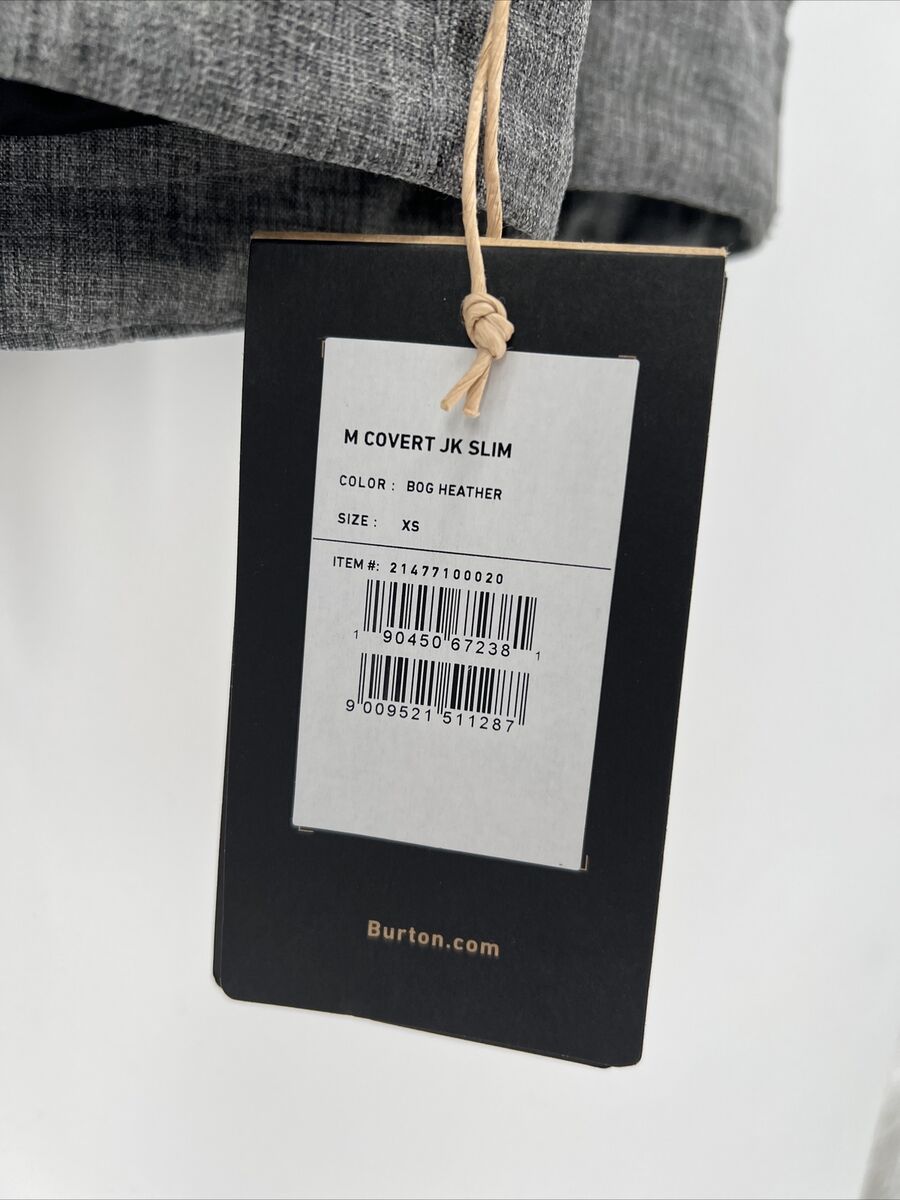 M COVERT JK SLIM
COLOR : BOG HEATHER
SIZE : XS
ITEM #: 21477100020
1 90450 67238 1
9 009521 511287
Burton.com